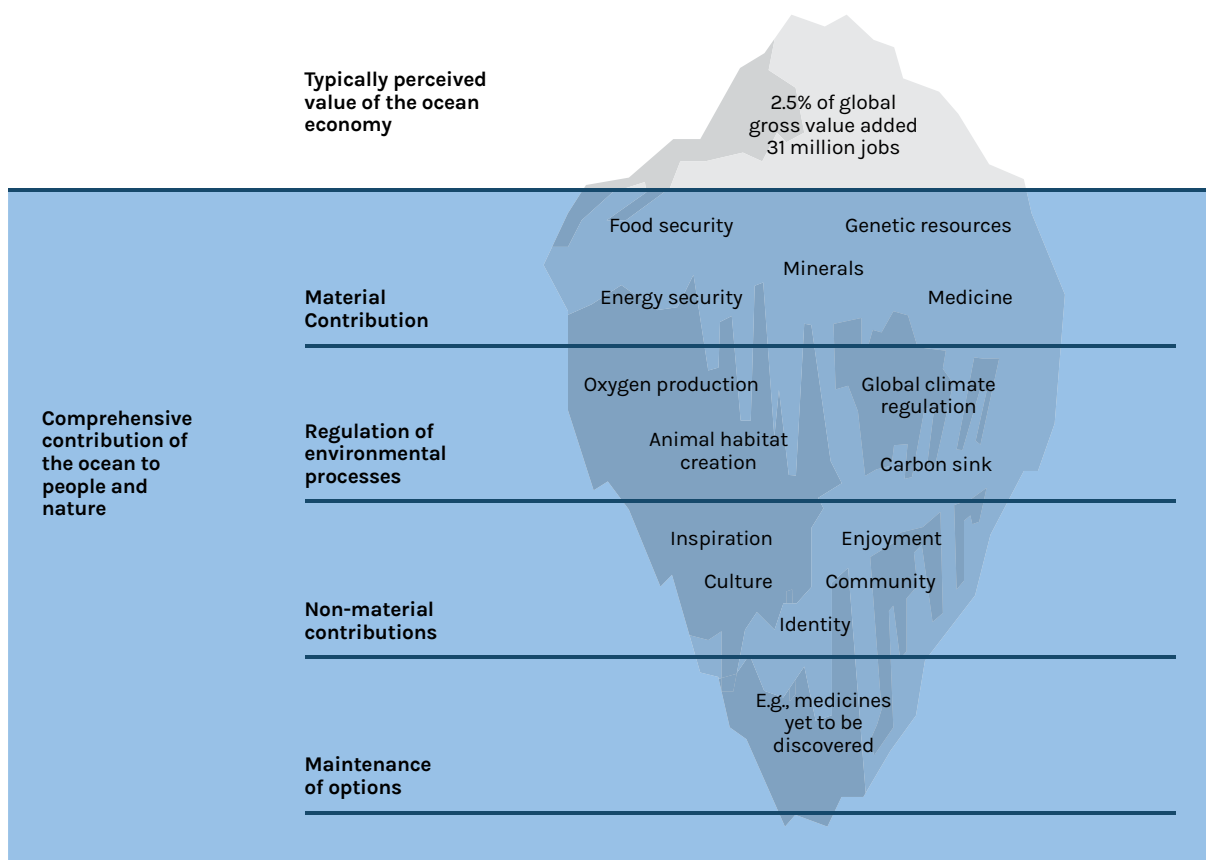 Typically perceived
value of the ocean
economy
2.5% of global
gross value added
31 million jobs
Comprehensive
contribution of
the ocean to
people and
nature
Material
Contribution
Food security
Genetic resources
Minerals
Energy security
Medicine
Regulation of
environmental
processes
Oxygen production
Global climate
regulation
Animal habitat
creation
Carbon sink
Non-material
contributions
Inspiration
Enjoyment
Culture
Community
Identity
Maintenance
of options
E.g., medicines
yet to be
discovered